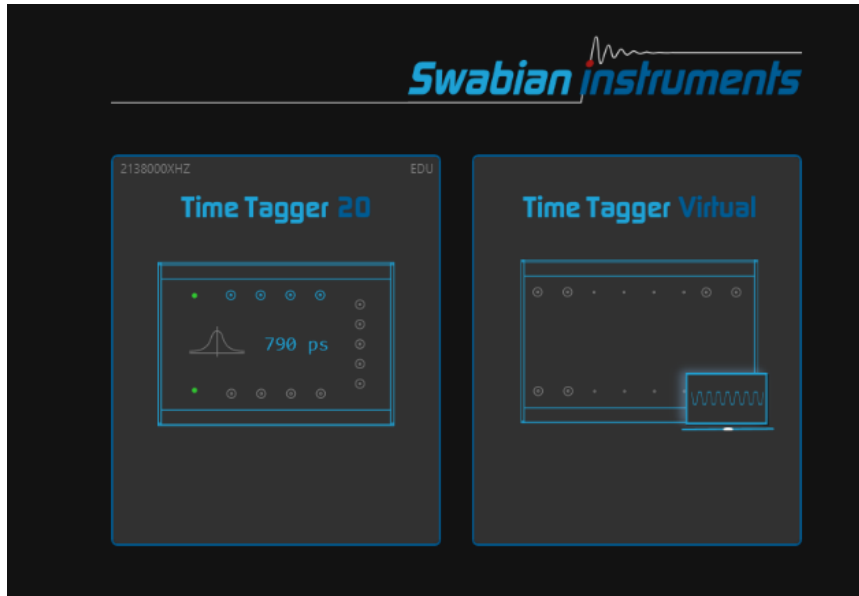 Swabian instruments
2138000XHZ EDU
Time Tagger 20
790 ps
Time Tagger Virtual